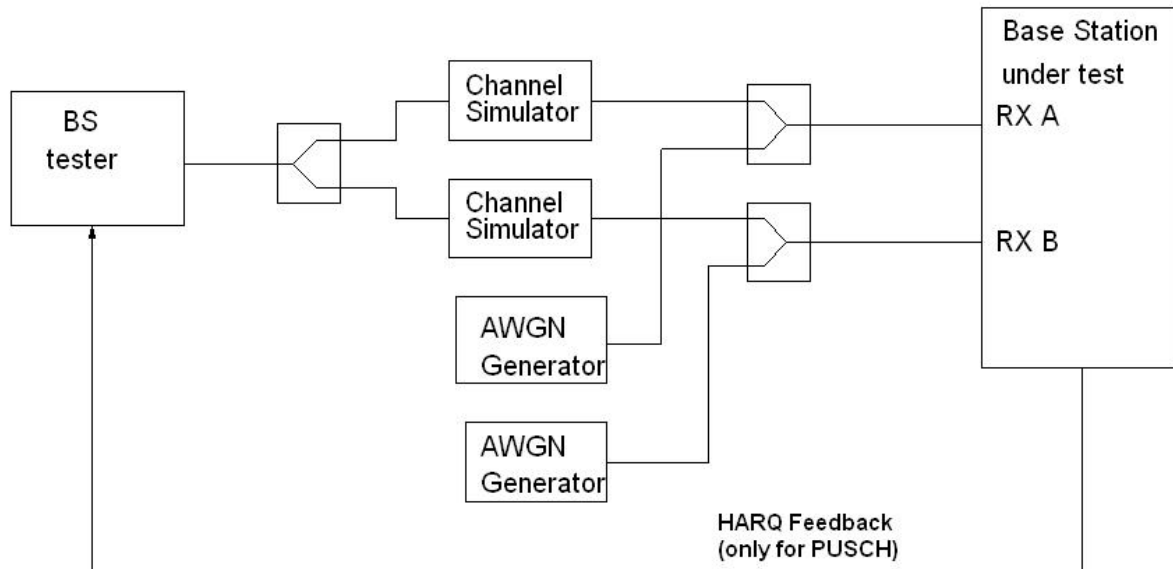 BS
tester
Channel
Simulator
Channel
Simulator
AWGN
Generator
AWGN
Generator
Base Station
under test
RX A
RX B
HARQ Feedback
(only for PUSCH)